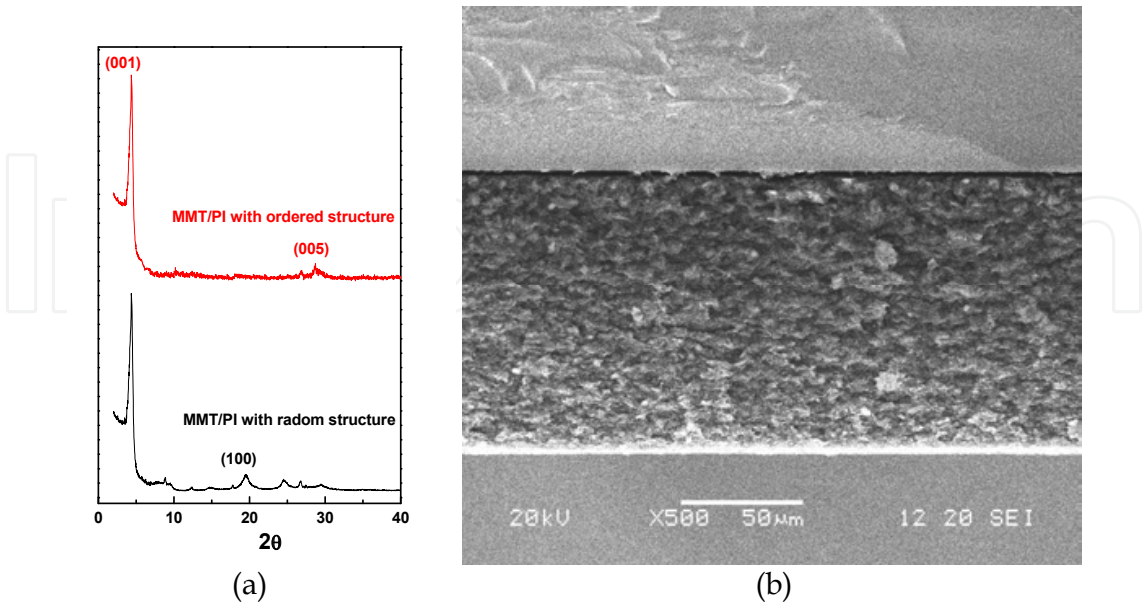 (001)
MMT/PI with ordered structure
(005)
MMT/PI with radom structure
(100)
0 10 20 30 40
2θ
20kV X500 50µm 12 20 SEI
(a) (b)